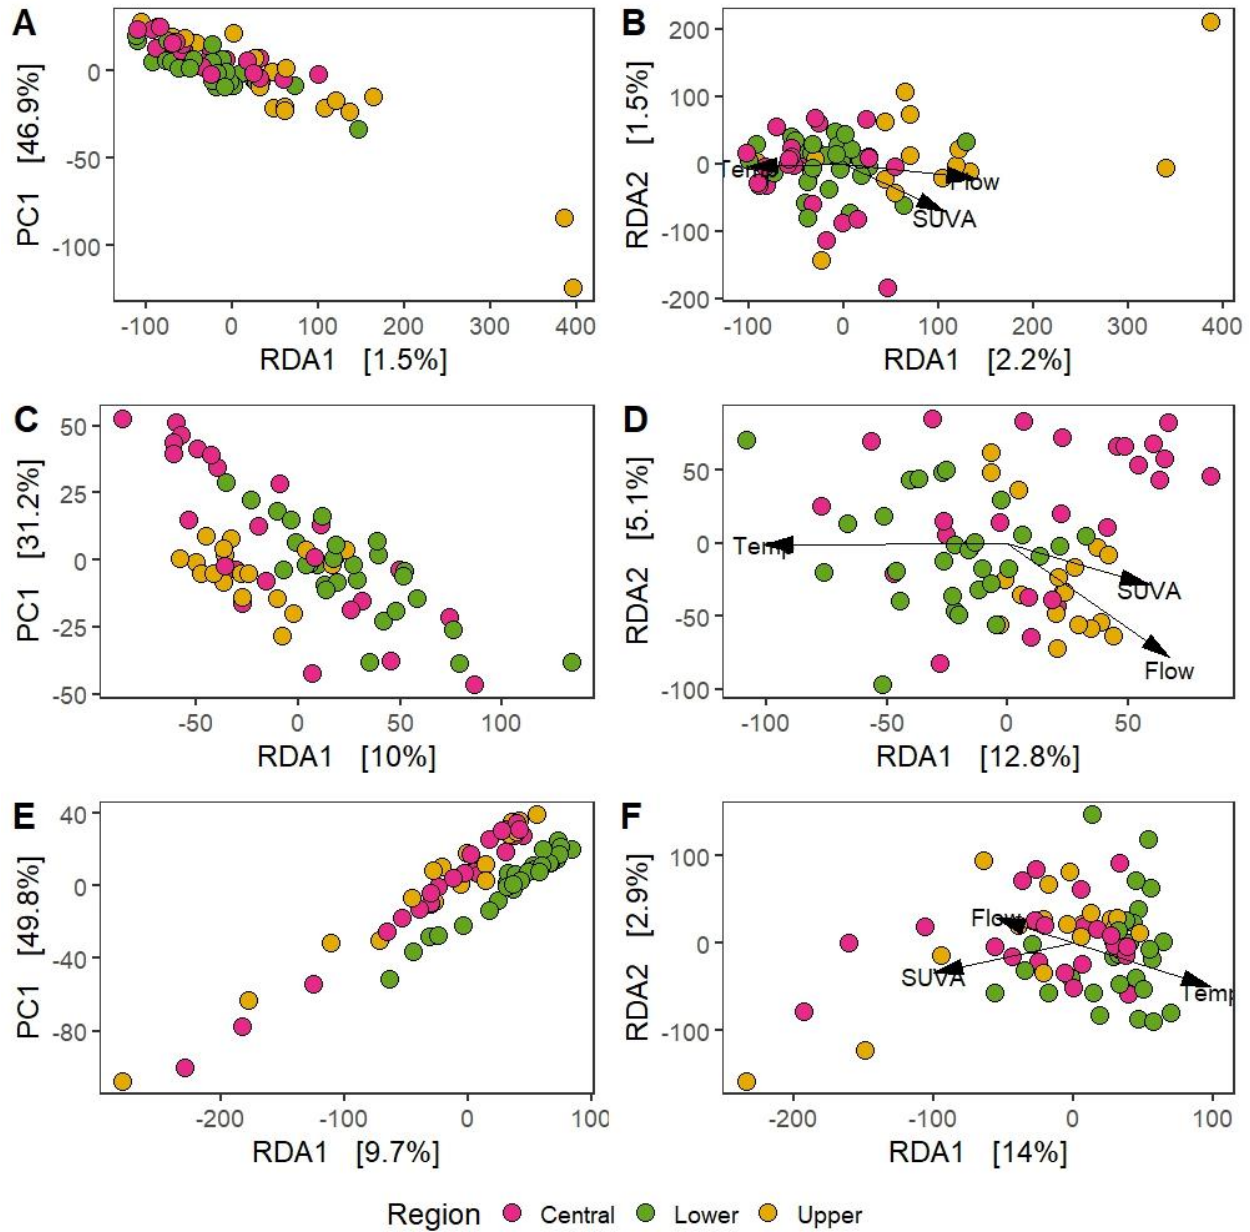 A
PC1 [46.9%]
0
-50
-100
-100 0 100 200 300 400
RDA1 [1.5%]
B
RDA2 [1.5%]
200
100
0
-100
-200
Temp
Flow
SUVA
-100 0 100 200 300 400
RDA1 [2.2%]
C
PC1 [31.2%]
50
25
0
-25
-50
-50 0 50 100
RDA1 [10%]
D
RDA2 [5.1%]
50
0
-50
-100
Temp
SUVA
Flow
-100 -50 0 50
RDA1 [12.8%]
E
PC1 [49.8%]
40
0
-40
-80
-200 -100 0 100
RDA1 [9.7%]
F
RDA2 [2.9%]
100
0
-100
Flow
SUVA
Temp
-200 -100 0 100
RDA1 [14%]
Region Central Lower Upper